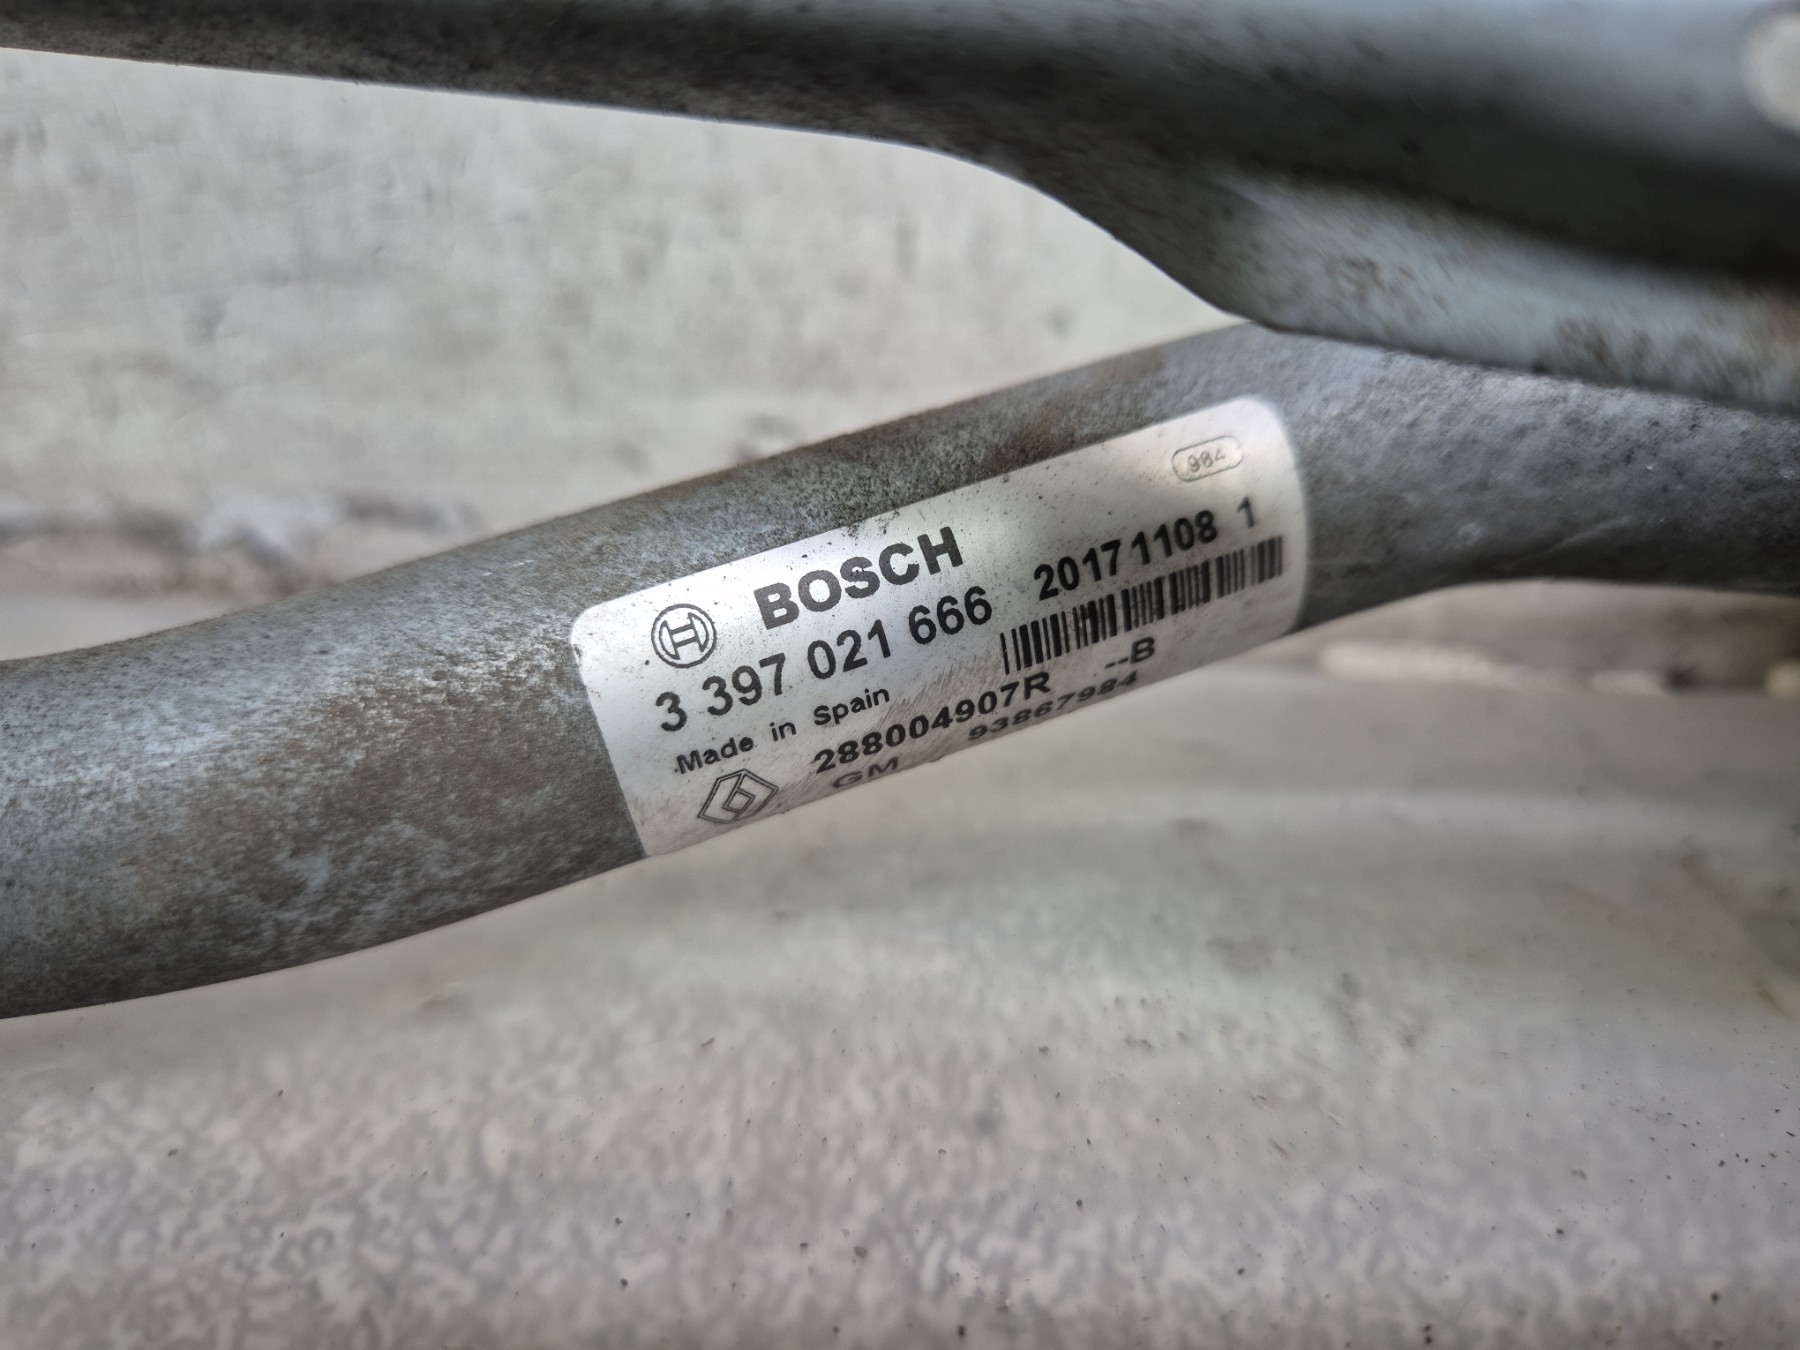 984
BOSCH
3 397 021 666 20171108 1
Made in Spain
288004907R --B
GM 93867984